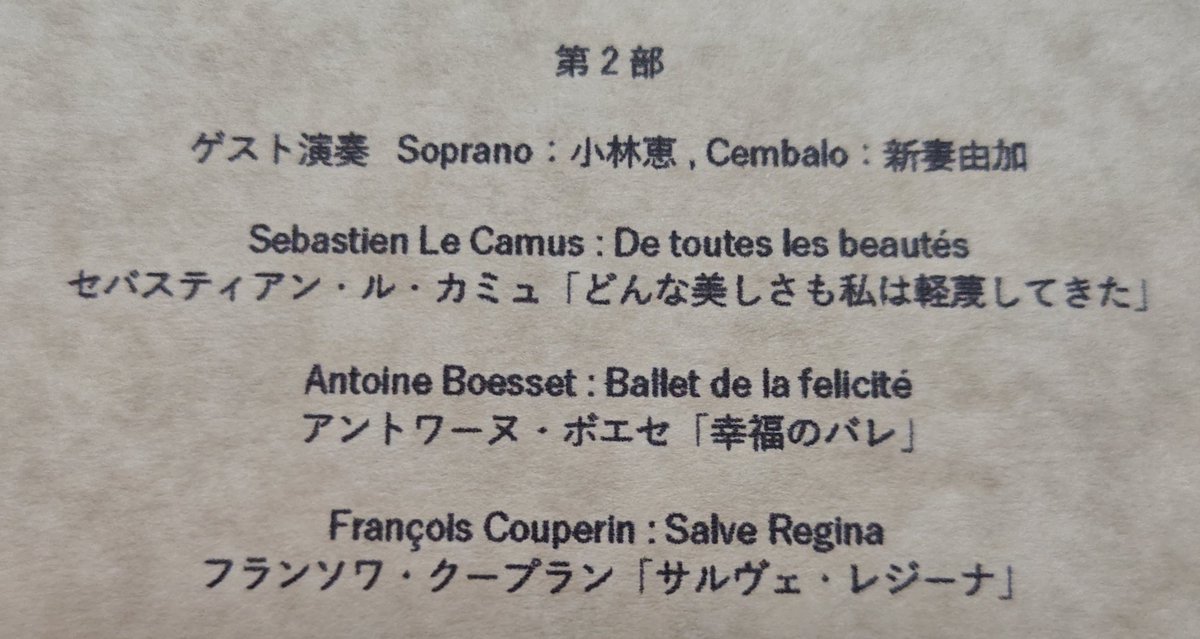 第2部
ゲスト演奏 Soprano：小林恵 , Cembalo：新妻由加
Sebastien Le Camus : De toutes les beautés
セバスティアン・ル・カミュ「どんな美しさも私は軽蔑してきた」
Antoine Boesset : Ballet de la felicité
アントワーヌ・ボエセ「幸福のバレ」
François Couperin : Salve Regina
フランソワ・クープラン「サルヴェ・レジーナ」